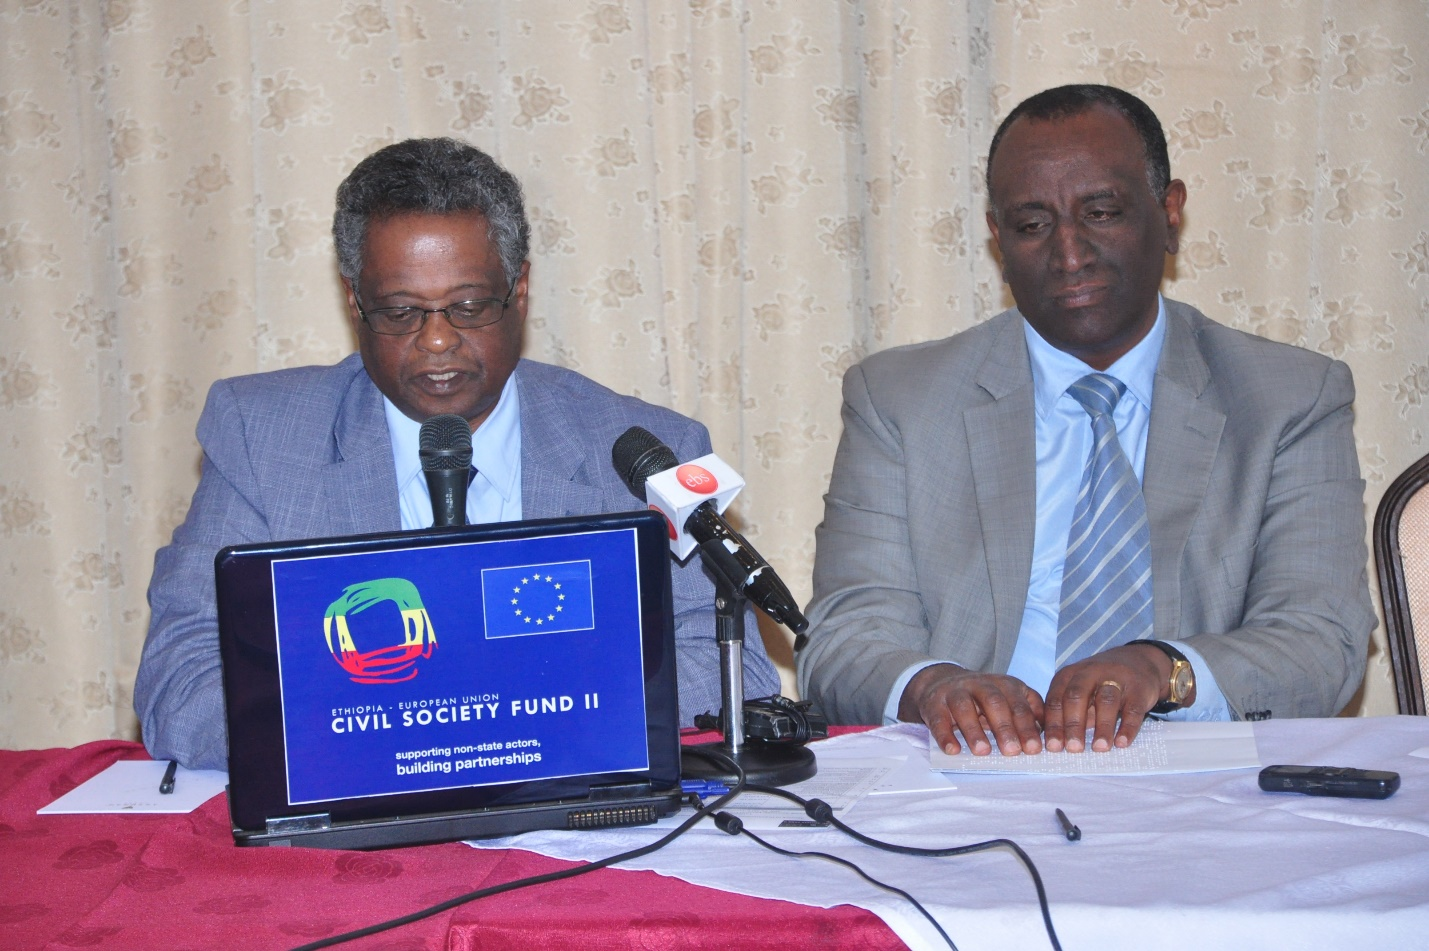 ebs
ETHIOPIA - EUROPEAN UNION
CIVIL SOCIETY FUND II
supporting non-state actors,
building partnerships